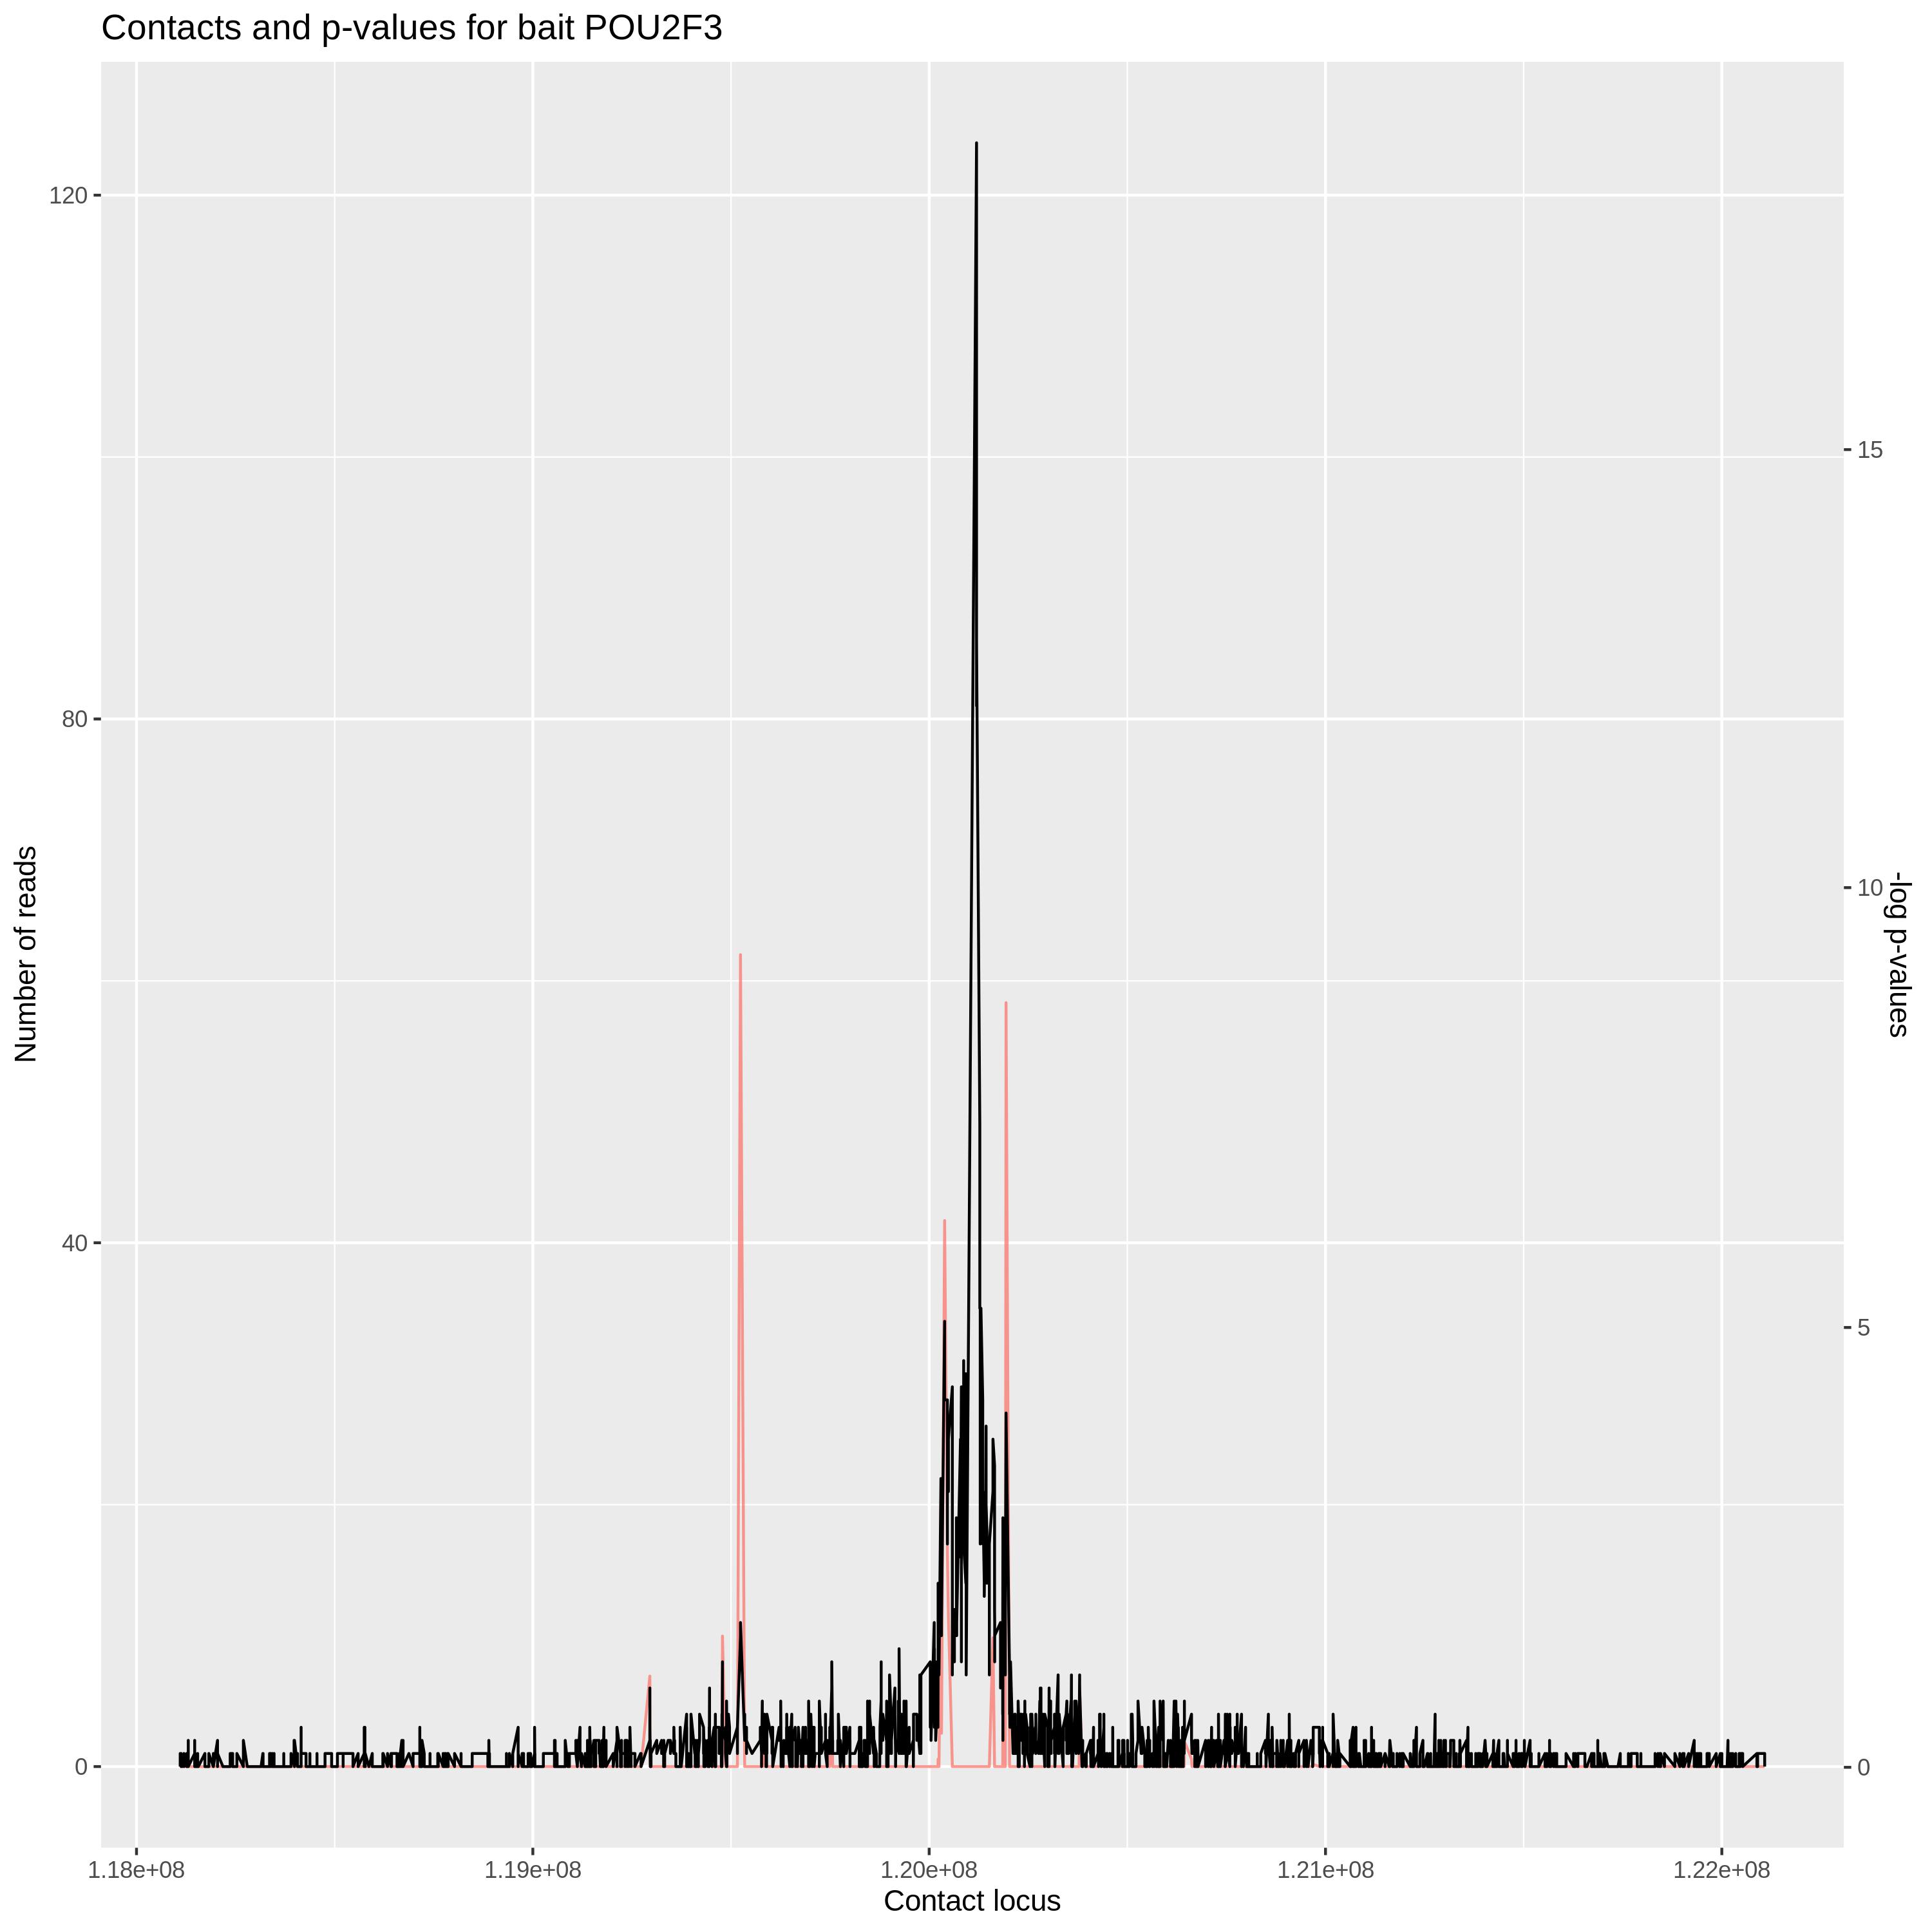 Contacts and p-values for bait POU2F3
120
80
40
0
Number of reads
15
10
5
0
-log p-values
1.18e+08
1.19e+08
1.20e+08
1.21e+08
1.22e+08
Contact locus